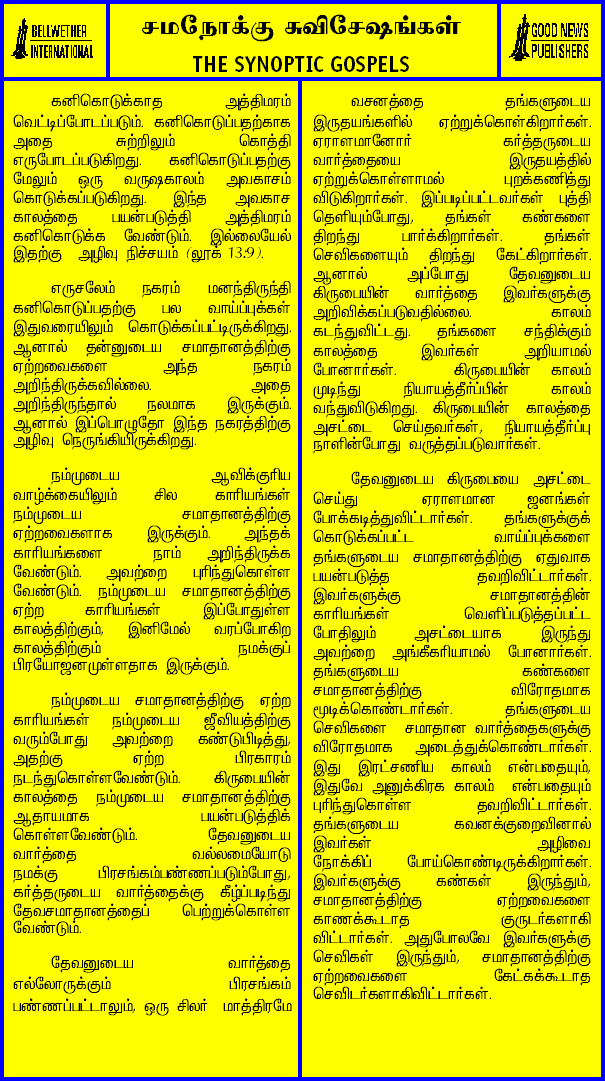 BELLWETHER
INTERNATIONAL
சமநோக்கு சுவிசேஷங்கள்
THE SYNOPTIC GOSPELS
GOOD NEWS
PUBLISHERS
கனிகொடுக்காத அத்திமரம்
வெட்டிப்போடப்படும். கனிகொடுப்பதற்காக
அதை சுற்றிலும் கொத்தி
எருபோடப்படுகிறது. கனிகொடுப்பதற்கு
மேலும் ஒரு வருஷகாலம் அவகாசம்
கொடுக்கப்படுகிறது. இந்த அவகாச
காலத்தை பயன்படுத்தி அத்திமரம்
கனிகொடுக்க வேண்டும். இல்லையேல்
இதற்கு அழிவு நிச்சயம் (லூக் 13:9).
எருசலேம் நகரம் மனந்திருந்தி
கனிகொடுப்பதற்கு பல வாய்ப்புக்கள்
இதுவரையிலும் கொடுக்கப்பட்டிருக்கிறது.
ஆனால் தன்னுடைய சமாதானத்திற்கு
ஏற்றவைகளை அந்த நகரம்
அறிந்திருக்கவில்லை. அதை
அறிந்திருந்தால் நலமாக இருக்கும்.
ஆனால் இப்பொழுதோ இந்த நகரத்திற்கு
அழிவு நெருங்கியிருக்கிறது.
நம்முடைய ஆவிக்குரிய
வாழ்க்கையிலும் சில காரியங்கள்
நம்முடைய சமாதானத்திற்கு
ஏற்றவைகளாக இருக்கும். அந்தக்
காரியங்களை நாம் அறிந்திருக்க
வேண்டும். அவற்றை புரிந்துகொள்ள
வேண்டும். நம்முடைய சமாதானத்திற்கு
ஏற்ற காரியங்கள் இப்போதுள்ள
காலத்திற்கும், இனிமேல் வரப்போகிற
காலத்திற்கும் நமக்குப்
பிரயோஜனமுள்ளதாக இருக்கும்.
நம்முடைய சமாதானத்திற்கு ஏற்ற
காரியங்கள் நம்முடைய ஜீவியத்திற்கு
வரும்போது அவற்றை கண்டுபிடித்து,
அதற்கு ஏற்ற பிரகாரம்
நடந்துகொள்ளவேண்டும். கிருபையின்
காலத்தை நம்முடைய சமாதானத்திற்கு
ஆதாயமாக பயன்படுத்திக்
கொள்ளவேண்டும். தேவனுடைய
வார்த்தை வல்லமையோடு
நமக்கு பிரசங்கம்பண்ணப்படும்போது,
கர்த்தருடைய வார்த்தைக்கு கீழ்ப்படிந்து
தேவசமாதானத்தைப் பெற்றுக்கொள்ள
வேண்டும்.
தேவனுடைய வார்த்தை
எல்லோருக்கும் பிரசங்கம்
பண்ணப்பட்டாலும், ஒரு சிலர் மாத்திரமே
வசனத்தை தங்களுடைய
இருதயங்களில் ஏற்றுக்கொள்கிறார்கள்.
ஏராளமானோர் கர்த்தருடைய
வார்த்தையை இருதயத்தில்
ஏற்றுக்கொள்ளாமல் புறக்கணித்து
விடுகிறார்கள். இப்படிப்பட்டவர்கள் புத்தி
தெளியும்போது, தங்கள் கண்களை
திறந்து பார்க்கிறார்கள். தங்கள்
செவிகளையும் திறந்து கேட்கிறார்கள்.
ஆனால் அப்போது தேவனுடைய
கிருபையின் வார்த்தை இவர்களுக்கு
அறிவிக்கப்படுவதில்லை. காலம்
கடந்துவிட்டது. தங்களை சந்திக்கும்
காலத்தை இவர்கள் அறியாமல்
போனார்கள். கிருபையின் காலம்
முடிந்து நியாயத்தீர்ப்பின் காலம்
வந்துவிடுகிறது. கிருபையின் காலத்தை
அசட்டை செய்தவர்கள், நியாயத்தீர்ப்பு
நாளின்போது வருத்தப்படுவார்கள்.
தேவனுடைய கிருபையை அசட்டை
செய்து ஏராளமான ஜனங்கள்
போக்கடித்துவிட்டார்கள். தங்களுக்குக்
கொடுக்கப்பட்ட வாய்ப்புக்களை
தங்களுடைய சமாதானத்திற்கு ஏதுவாக
பயன்படுத்த தவறிவிட்டார்கள்.
இவர்களுக்கு சமாதானத்தின்
காரியங்கள் வெளிப்படுத்தப்பட்ட
போதிலும் அசட்டையாக இருந்து
அவற்றை அங்கீகரியாமல் போனார்கள்.
தங்களுடைய கண்களை
சமாதானத்திற்கு விரோதமாக
மூடிக்கொண்டார்கள். தங்களுடைய
செவிகளை சமாதான வார்த்தைகளுக்கு
விரோதமாக அடைத்துக்கொண்டார்கள்.
இது இரட்சணிய காலம் என்பதையும்,
இதுவே அனுக்கிரக காலம் என்பதையும்
புரிந்துகொள்ள தவறிவிட்டார்கள்.
தங்களுடைய கவனக்குறைவினால்
இவர்கள் அழிவை
நோக்கிப் போய்கொண்டிருக்கிறார்கள்.
இவர்களுக்கு கண்கள் இருந்தும்,
சமாதானத்திற்கு ஏற்றவைகளை
காணக்கூடாத குருடர்களாகி
விட்டார்கள். அதுபோலவே இவர்களுக்கு
செவிகள் இருந்தும், சமாதானத்திற்கு
ஏற்றவைகளை கேட்கக்கூடாத
செவிடர்களாகிவிட்டார்கள்.